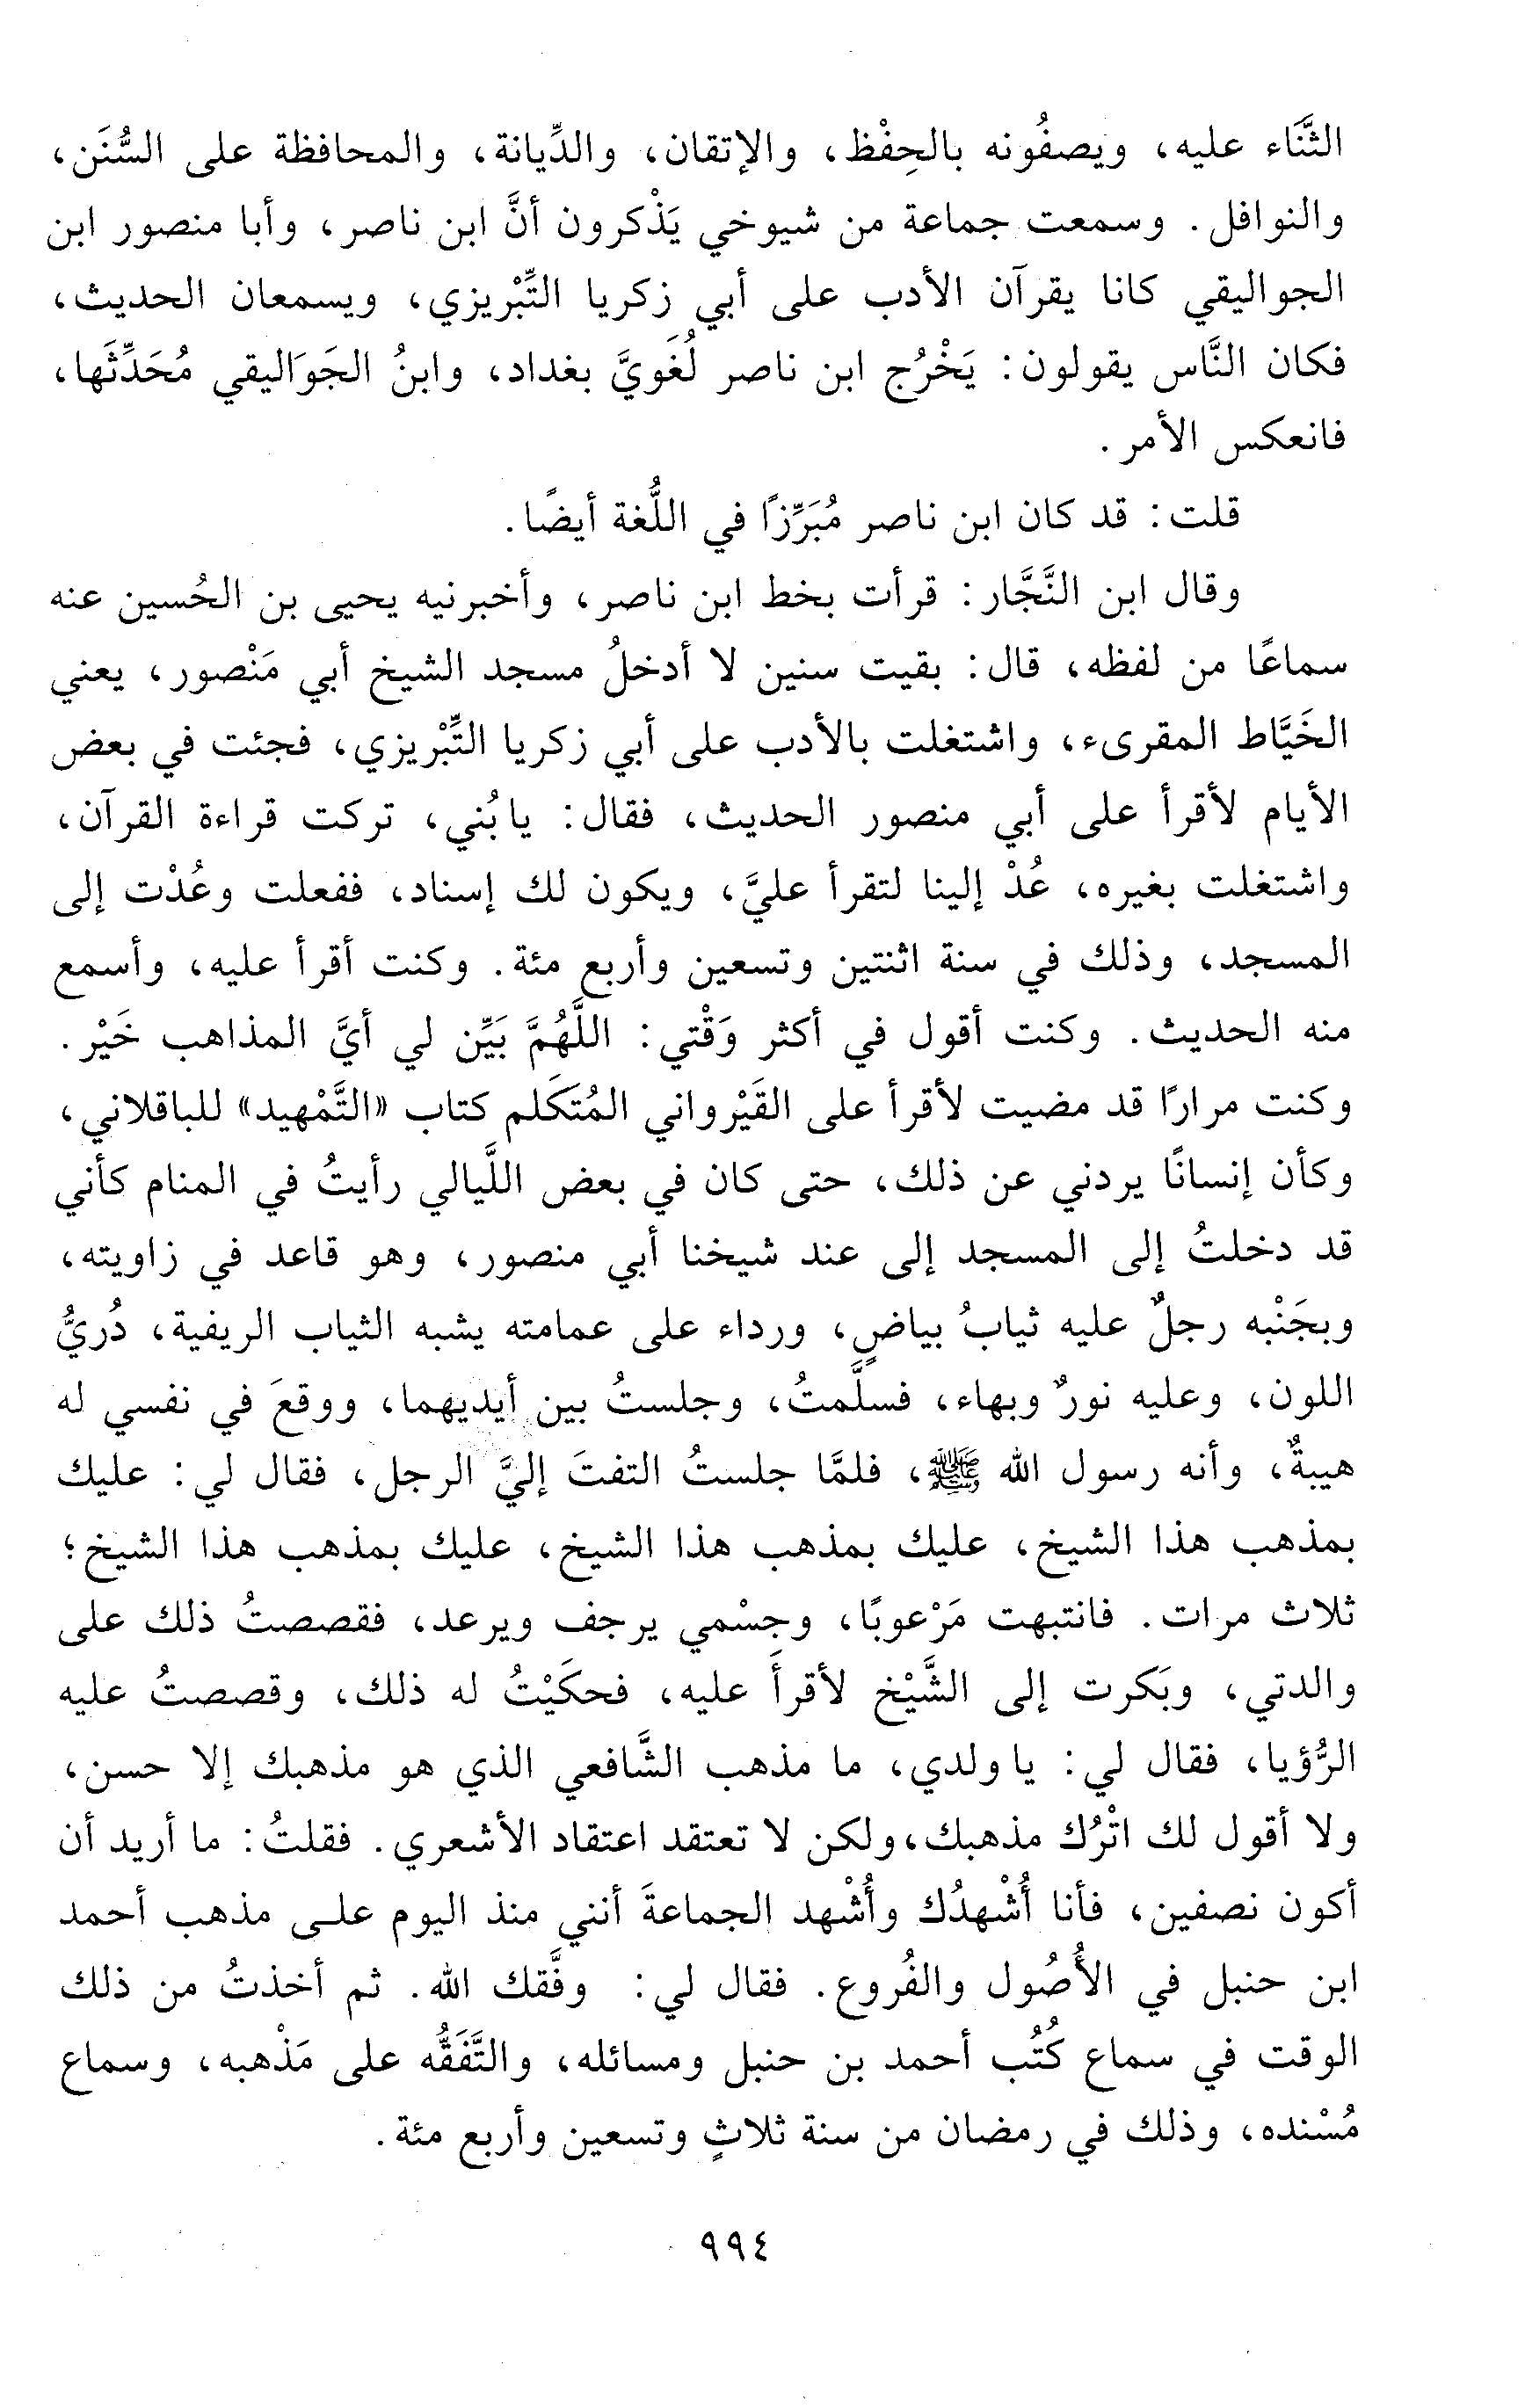 الثَّنَاء عليه، ويصفُونه بالحِفْظ، والإتقان، والدِّيانة، والمحافظة على السُّنَن،
والنوافل. وسمعت جماعة من شيوخي يَذْكرون أنَّ ابن ناصر، وأبا منصور ابن
الجواليقي كانا يقرآن الأدب على أبي زكريا التِّبْريزي، ويسمعان الحديث،
فكان النَّاس يقولون: يَخْرُج ابن ناصر لُغَويَّ بغداد، وابنُ الجَوَاليقي مُحَدِّثَها،
فانعكس الأمر.
قلت: قد كان ابن ناصر مُبَرِّزًا في اللُّغة أيضًا.
وقال ابن النَّجَّار: قرأت بخط ابن ناصر، وأخبرنيه يحيى بن الحُسين عنه
سماعًا من لفظه، قال: بقيت سنين لا أدخلُ مسجد الشيخ أبي مَنْصور، يعني
الخَيَّاط المقرىء، واشتغلت بالأدب على أبي زكريا التِّبْريزي، فجئت في بعض
الأيام لأقرأ على أبي منصور الحديث، فقال: يا بُني، تركت قراءة القرآن،
واشتغلت بغيره، عُدْ إلينا لتقرأ عليَّ، ويكون لك إسناد، ففعلت وعُدْت إلى
المسجد، وذلك في سنة اثنتين وتسعين وأربع مئة. وكنت أقرأ عليه، وأسمع
منه الحديث. وكنت أقول في أكثر وَقْتي: اللَّهُمَّ بَيِّن لي أيَّ المذاهب خَيْر.
وكنت مرارًا قد مضيت لأقرأ على القَيْرواني المُتَكَلم كتاب «التَّمْهيد» للباقلاني،
وكأن إنسانًا يردني عن ذلك، حتى كان في بعض اللَّيالي رأيتُ في المنام كأني
قد دخلتُ إلى المسجد إلى عند شيخنا أبي منصور، وهو قاعد في زاويته،
وبجَنْبه رجلٌ عليه ثيابُ بياضٍ، ورداء على عمامته يشبه الثياب الريفية، دُريُّ
اللون، وعليه نورٌ وبهاء، فسلَّمتُ، وجلستُ بين أيديهما، ووقعَ في نفسي له
هيبةٌ، وأنه رسول الله ﷺ، فلمَّا جلستُ التفتَ إليَّ الرجل، فقال لي: عليك
بمذهب هذا الشيخ، عليك بمذهب هذا الشيخ، عليك بمذهب هذا الشيخ؛
ثلاث مرات. فانتبهت مَرْعوبًا، وجسْمي يرجف ويرعد، فقصصتُ ذلك على
والدتي، وبَكرت إلى الشَّيْخ لأقرأَ عليه، فحكَيْتُ له ذلك، وقصصتُ عليه
الرُّؤيا، فقال لي: يا ولدي، ما مذهب الشَّافعي الذي هو مذهبك إلا حسن،
ولا أقول لك اتْرُك مذهبك، ولكن لا تعتقد اعتقاد الأشعري. فقلتُ: ما أريد أن
أكون نصفين، فأنا أُشْهدُك وأُشْهد الجماعةَ أنني منذ اليوم على مذهب أحمد
ابن حنبل في الأُصُول والفُروع. فقال لي: وفَّقك الله. ثم أخذتُ من ذلك
الوقت في سماع كُتُب أحمد بن حنبل ومسائله، والتَّفَقُّه على مَذْهبه، وسماع
مُسْنده، وذلك في رمضان من سنة ثلاثٍ وتسعين وأربع مئة.
٩٩٤